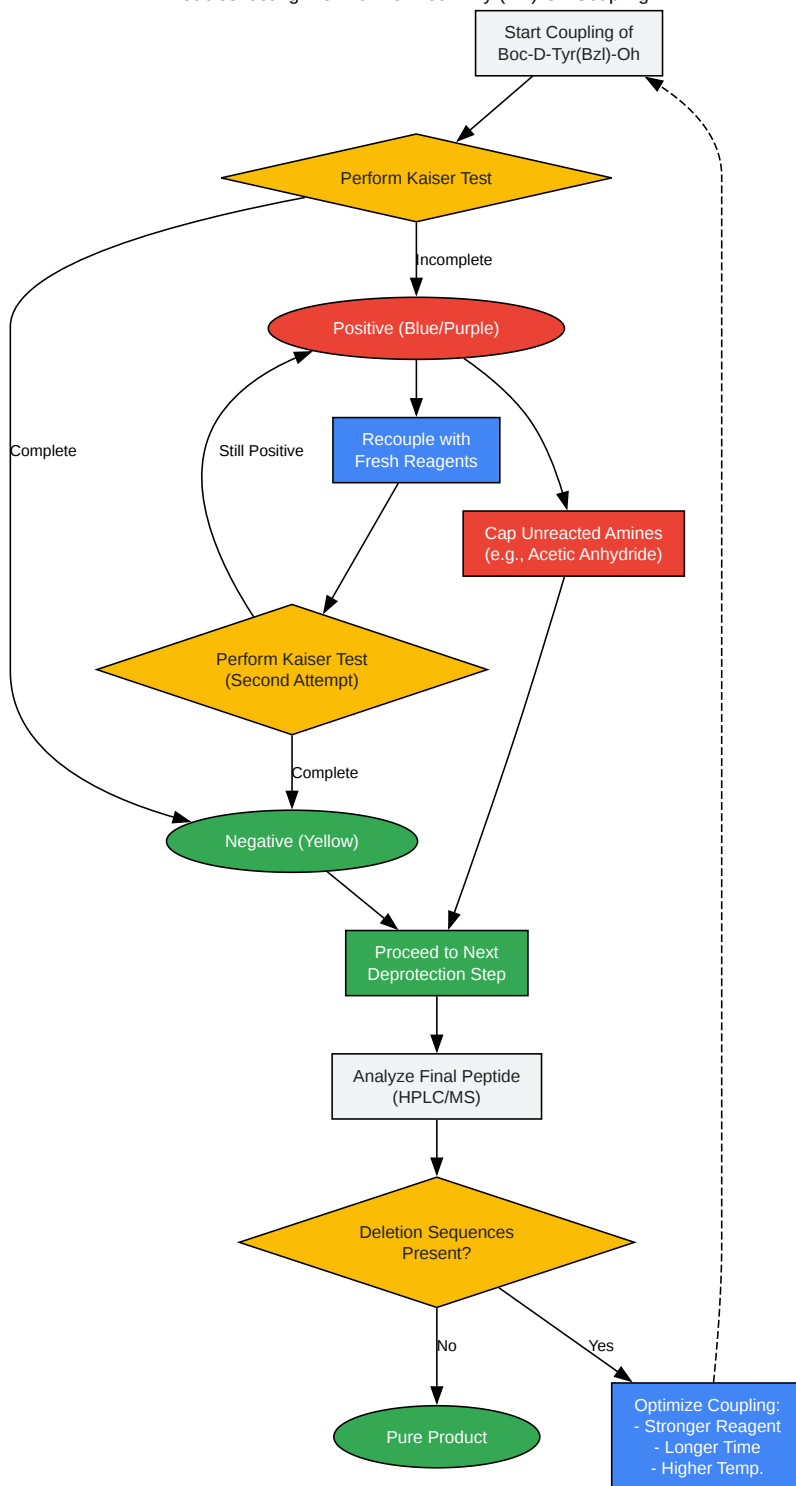 Start Coupling of
Boc-D-Tyr(Bzl)-Oh
Perform Kaiser Test
Incomplete
Positive (Blue/Purple)
Complete
Still Positive
Recouple with
Fresh Reagents
Cap Unreacted Amines
(e.g., Acetic Anhydride)
Perform Kaiser Test
(Second Attempt)
Complete
Negative (Yellow)
Proceed to Next
Deprotection Step
Analyze Final Peptide
(HPLC/MS)
Deletion Sequences
Present?
No
Yes
Pure Product
Optimize Coupling:
- Stronger Reagent
- Longer Time
- Higher Temp.